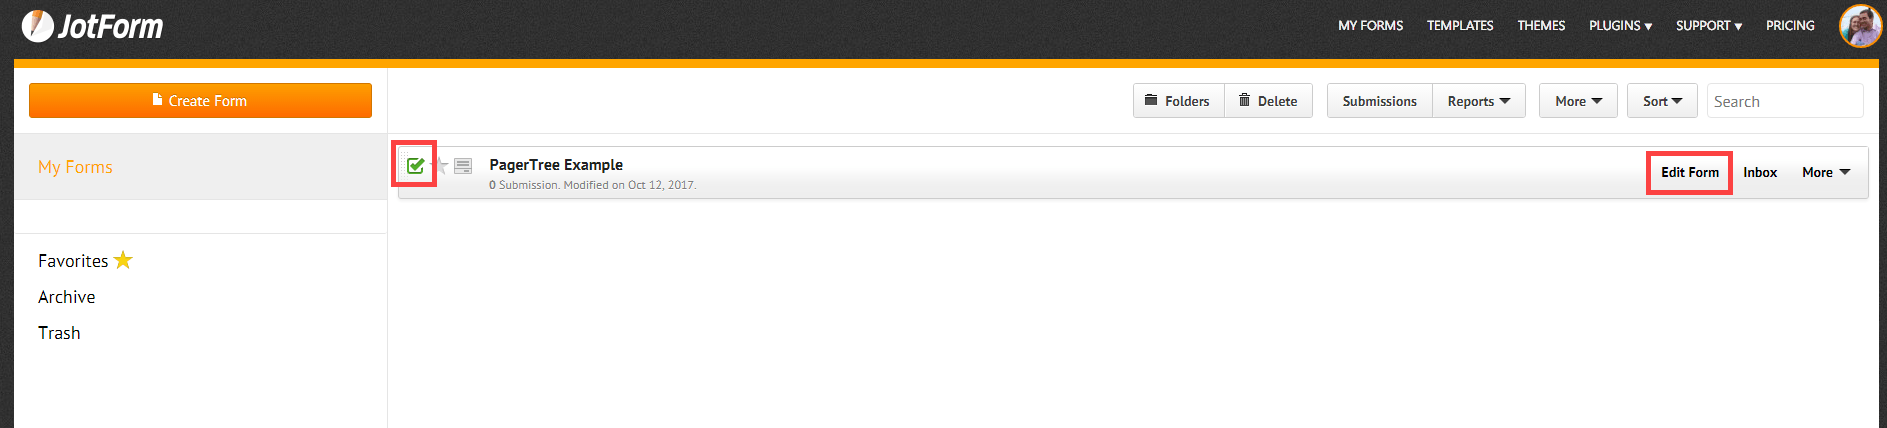 JotForm
MY FORMS TEMPLATES THEMES PLUGINS ▾ SUPPORT ▾ PRICING
Create Form
Folders Delete Submissions Reports More Sort Search
My Forms
PagerTree Example
0 Submission. Modified on Oct 12, 2017.
Edit Form Inbox More
Favorites
Archive
Trash